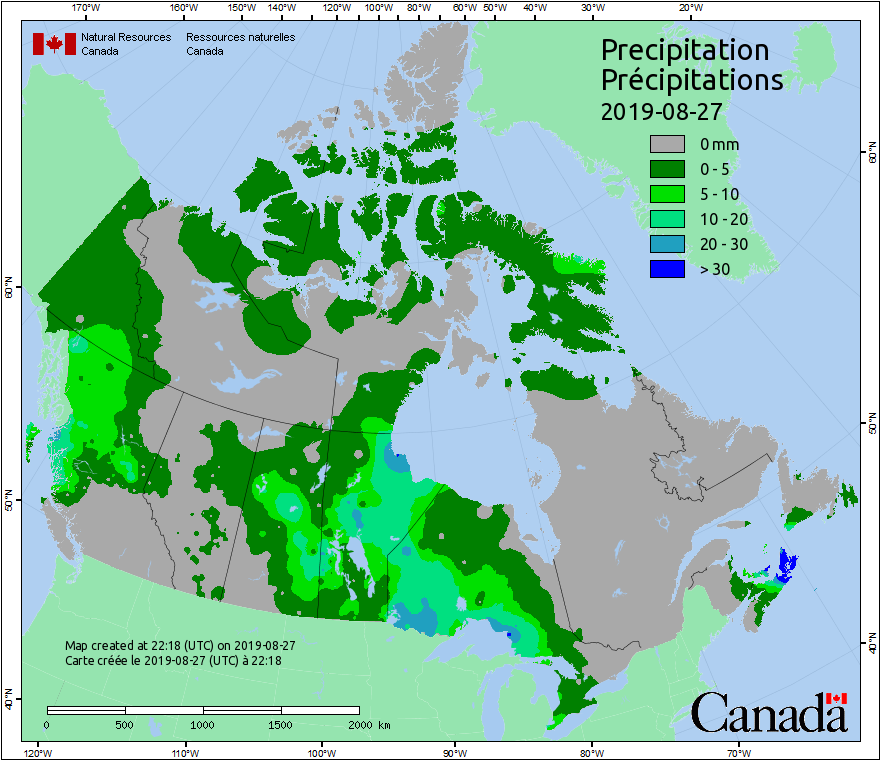 170°W 160°W 150°W 140°W 130°W 120°W 110°W 100°W 90°W 80°W 70°W 60°W 50°W 40°W 30°W 20°W
Natural Resources Canada
Ressources naturelles Canada
Precipitation
Précipitations
2019-08-27
0 mm
0 - 5
5 - 10
10 - 20
20 - 30
> 30
60°N
50°N
40°N
60°N
50°N
40°N
Map created at 22:18 (UTC) on 2019-08-27
Carte créée le 2019-08-27 (UTC) à 22:18
0 500 1000 1500 2000 km
Canada
120°W 110°W 100°W 90°W 80°W 70°W